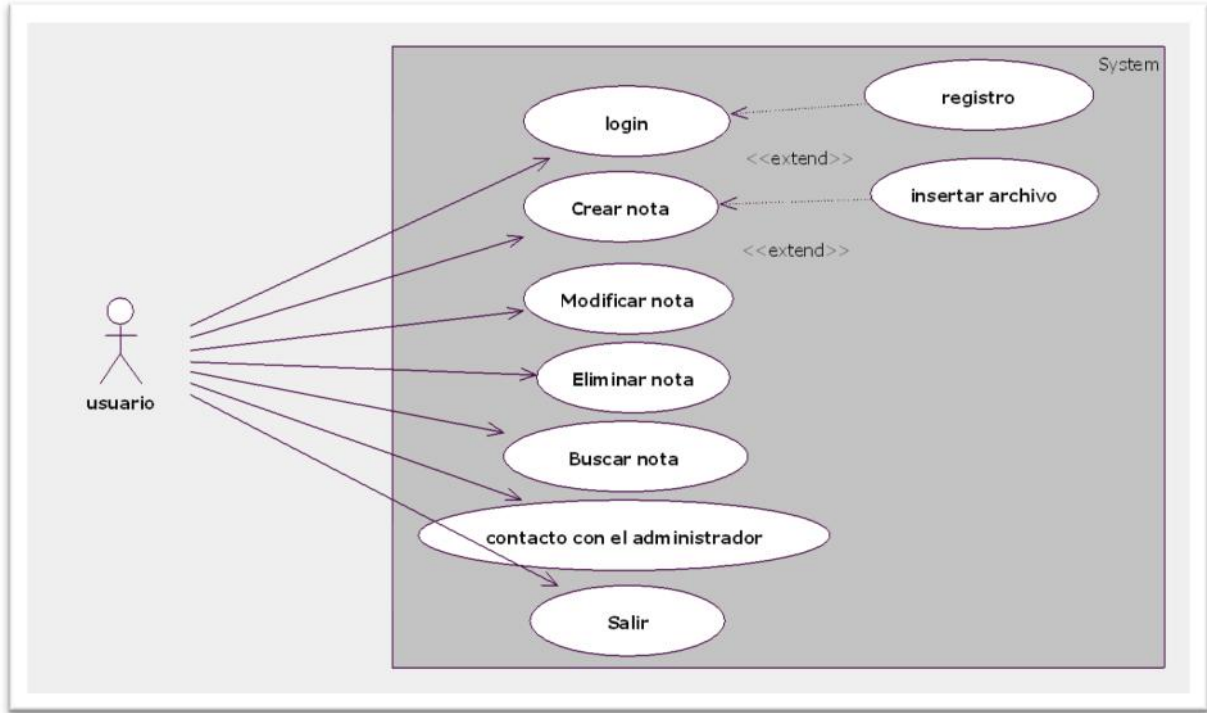 System
registro
login
<<extend>>
insertar archivo
Crear nota
<<extend>>
Modificar nota
Eliminar nota
usuario
Buscar nota
contacto con el administrador
Salir